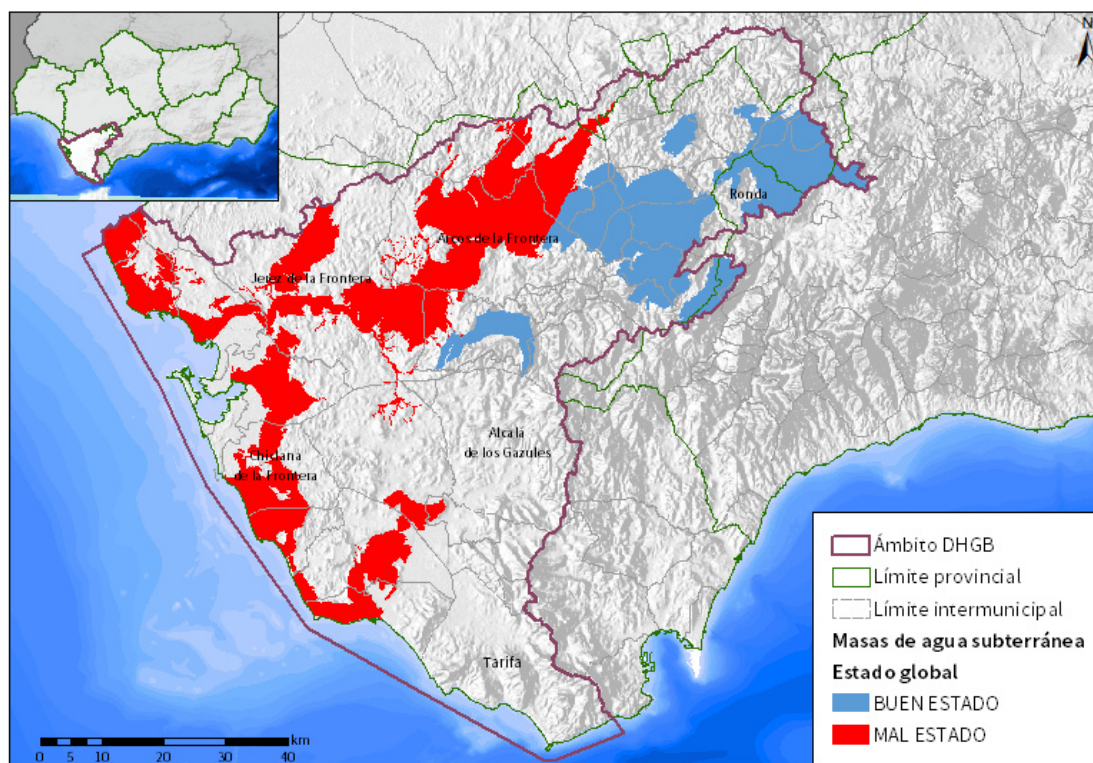 N
Ronda
Arcos de la Frontera
Jerez de la Frontera
Alcalá
de los Gazules
Chiclana
de la Frontera
Tarifa
km
0 5 10 20 30 40
Ámbito DHGB
Límite provincial
Límite intermunicipal
Masas de agua subterránea
Estado global
BUEN ESTADO
MAL ESTADO